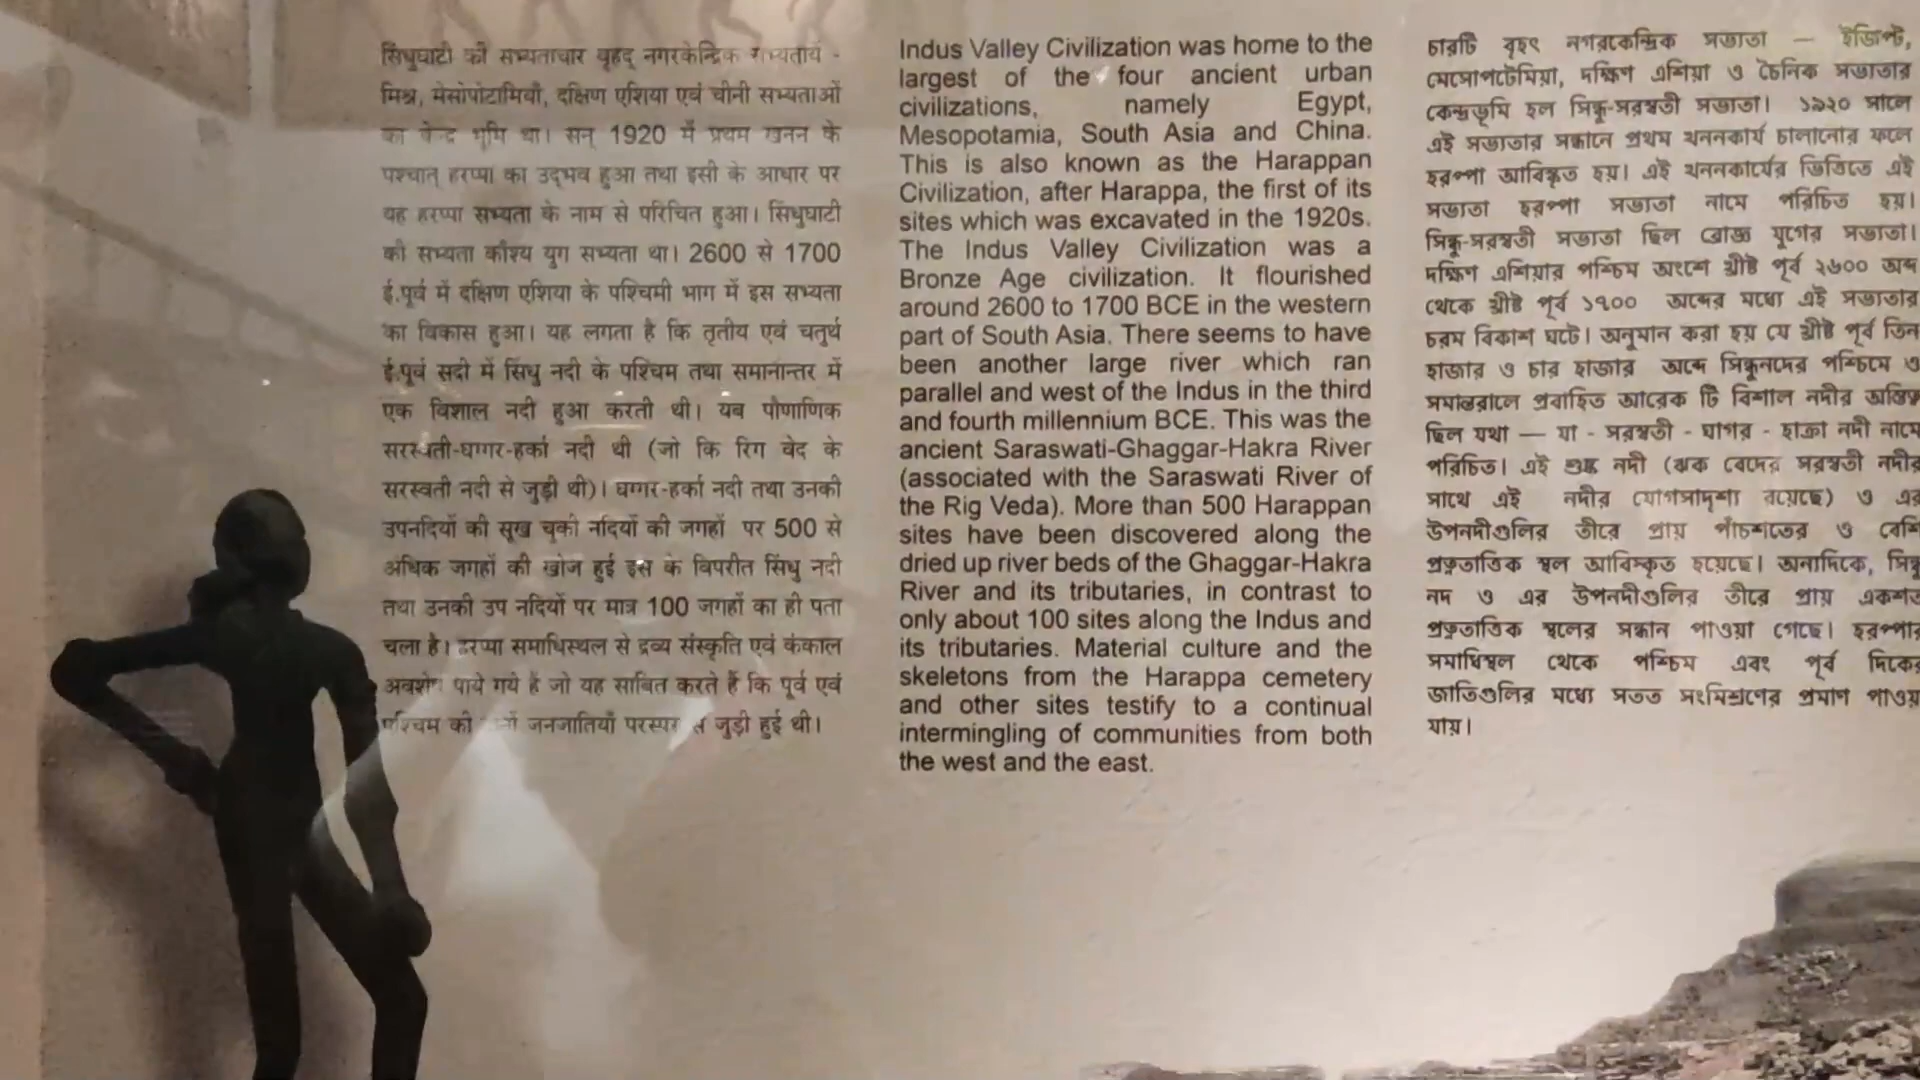 सिंधुघाटी की सभ्यताचार वृहद् नगरकेन्द्रिक सभ्यतायें -
मिश्र, मेसोपोटामियाँ, दक्षिण एशिया एवं चीनी सभ्यताओं
का केन्द्र भूमि था। सन् 1920 में प्रथम खनन के
पश्चात् हरप्पा का उद्भव हुआ तथा इसी के आधार पर
यह हरप्पा सभ्यता के नाम से परिचित हुआ। सिंधुघाटी
की सभ्यता काँश्य युग सभ्यता था। 2600 से 1700
ई.पूर्व में दक्षिण एशिया के पश्चिमी भाग में इस सभ्यता
का विकास हुआ। यह लगता है कि तृतीय एवं चतुर्थ
ई.पूर्व सदी में सिंधु नदी के पश्चिम तथा समानान्तर में
एक विशाल नदी हुआ करती थी। यब पौणाणिक
सरस्वती-घग्गर-हर्का नदी थी (जो कि रिग वेद के
सरस्वती नदी से जुड़ी थी)। घग्गर-हर्का नदी तथा उनकी
उपनदियों की सूख चुकी नदियों की जगहों पर 500 से
अधिक जगहों की खोज हुई इस के विपरीत सिंधु नदी
तथा उनकी उप नदियों पर मात्र 100 जगहों का ही पता
चला है। हरप्पा समाधिस्थल से द्रव्य संस्कृति एवं कंकाल
अवशेष पाये गये हैं जो यह साबित करते हैं कि पूर्व एवं
पश्चिम की जनजातियाँ परस्पर से जुड़ी हुई थी।
Indus Valley Civilization was home to the
largest of the four ancient urban
civilizations, namely Egypt,
Mesopotamia, South Asia and China.
This is also known as the Harappan
Civilization, after Harappa, the first of its
sites which was excavated in the 1920s.
The Indus Valley Civilization was a
Bronze Age civilization. It flourished
around 2600 to 1700 BCE in the western
part of South Asia. There seems to have
been another large river which ran
parallel and west of the Indus in the third
and fourth millennium BCE. This was the
ancient Saraswati-Ghaggar-Hakra River
(associated with the Saraswati River of
the Rig Veda). More than 500 Harappan
sites have been discovered along the
dried up river beds of the Ghaggar-Hakra
River and its tributaries, in contrast to
only about 100 sites along the Indus and
its tributaries. Material culture and the
skeletons from the Harappa cemetery
and other sites testify to a continual
intermingling of communities from both
the west and the east.
চারটি বৃহৎ নগরকেন্দ্রিক সভ্যতা — ইজিপ্ট,
মেসোপটেমিয়া, দক্ষিণ এশিয়া ও চৈনিক সভ্যতার
কেন্দ্রভূমি হল সিন্ধু-সরস্বতী সভ্যতা। ১৯২০ সালে
এই সভ্যতার সন্ধানে প্রথম খননকার্য চালানোর ফলে
হরপ্পা আবিষ্কৃত হয়। এই খননকার্যের ভিত্তিতে এই
সভ্যতা হরপ্পা সভ্যতা নামে পরিচিত হয়।
সিন্ধু-সরস্বতী সভ্যতা ছিল ব্রোঞ্জ যুগের সভ্যতা।
দক্ষিণ এশিয়ার পশ্চিম অংশে খ্রীষ্ট পূর্ব ২৬০০ অব্দ
থেকে খ্রীষ্ট পূর্ব ১৭০০ অব্দের মধ্যে এই সভ্যতার
চরম বিকাশ ঘটে। অনুমান করা হয় যে খ্রীষ্ট পূর্ব তিন
হাজার ও চার হাজার অব্দে সিন্ধুনদের পশ্চিমে ও
সমান্তরালে প্রবাহিত আরেক টি বিশাল নদীর অস্তিত্ব
ছিল যথা — যা - সরস্বতী - ঘাগর - হাক্রা নদী নামে
পরিচিত। এই শুষ্ক নদী (ঋক বেদের সরস্বতী নদীর
সাথে এই নদীর যোগসাদৃশ্য রয়েছে) ও এর
উপনদীগুলির তীরে প্রায় পাঁচশতের ও বেশি
প্রত্নতাত্তিক স্থল আবিস্কৃত হয়েছে। অন্যদিকে, সিন্ধু
নদ ও এর উপনদীগুলির তীরে প্রায় একশত
প্রত্নতাত্তিক স্থলের সন্ধান পাওয়া গেছে। হরপ্পার
সমাধিস্থল থেকে পশ্চিম এবং পূর্ব দিকের
জাতিগুলির মধ্যে সতত সংমিশ্রণের প্রমাণ পাওয়া
যায়।